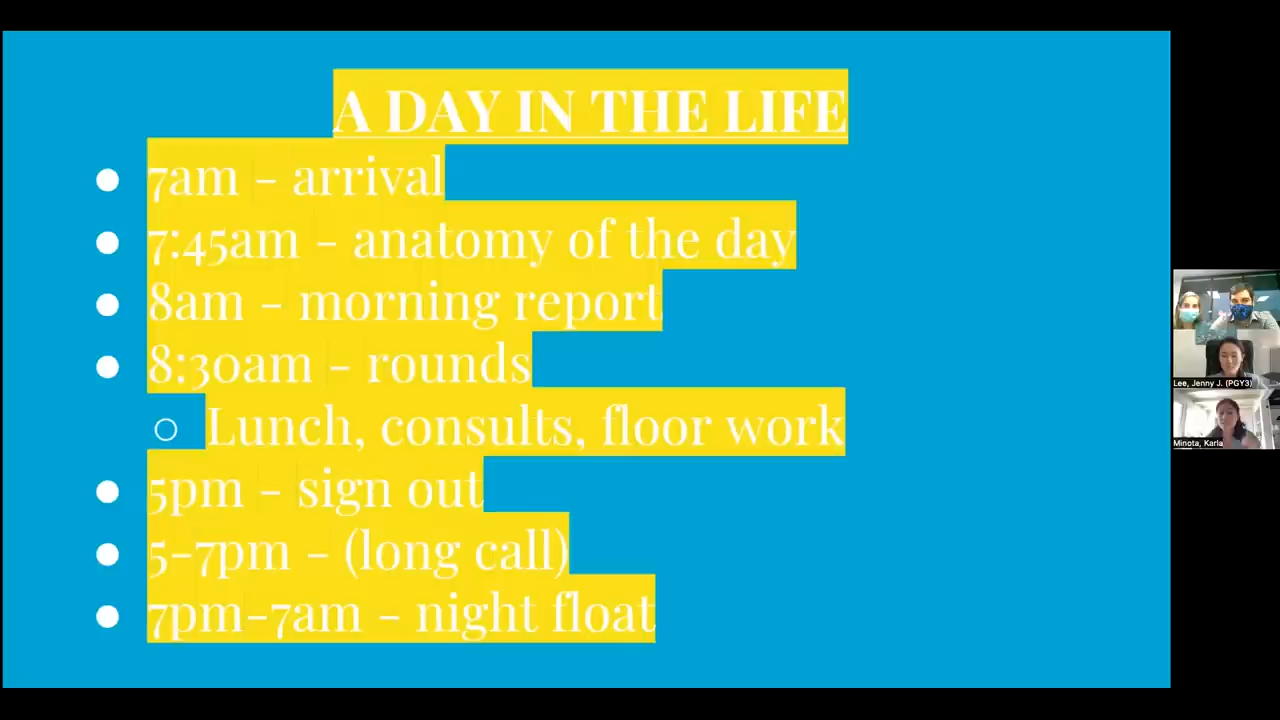 A DAY IN THE LIFE
● 7am - arrival
● 7:45am - anatomy of the day
● 8am - morning report
● 8:30am - rounds
○ Lunch, consults, floor work
● 5pm - sign out
● 5-7pm - (long call)
● 7pm-7am - night float
Lee, Jenny J. (PGY3)
Minota, Karla